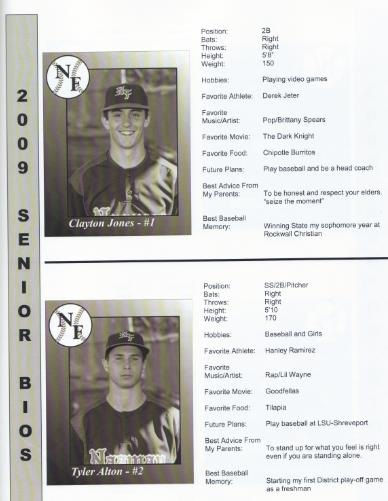 2009 SENIOR BIOS
NF
NF
Clayton Jones - #1
Position: 2B
Bats: Right
Throws: Right
Height: 5'8"
Weight: 150
Hobbies: Playing video games
Favorite Athlete: Derek Jeter
Favorite
Music/Artist: Pop/Brittany Spears
Favorite Movie: The Dark Knight
Favorite Food: Chipotle Burritos
Future Plans: Play baseball and be a head coach
Best Advice From
My Parents: To be honest and respect your elders,
"seize the moment"
Best Baseball
Memory: Winning State my sophomore year at
Rockwall Christian
NF
NF
Tyler Alton - #2
Position: SS/2B/Pitcher
Bats: Right
Throws: Right
Height: 5'10
Weight: 170
Hobbies: Baseball and Girls
Favorite Athlete: Hanley Ramirez
Favorite
Music/Artist: Rap/Lil Wayne
Favorite Movie: Goodfellas
Favorite Food: Tilapia
Future Plans: Play baseball at LSU-Shreveport
Best Advice From
My Parents: To stand up for what you feel is right
even if you are standing alone.
Best Baseball
Memory: Starting my first District play-off game
as a freshman